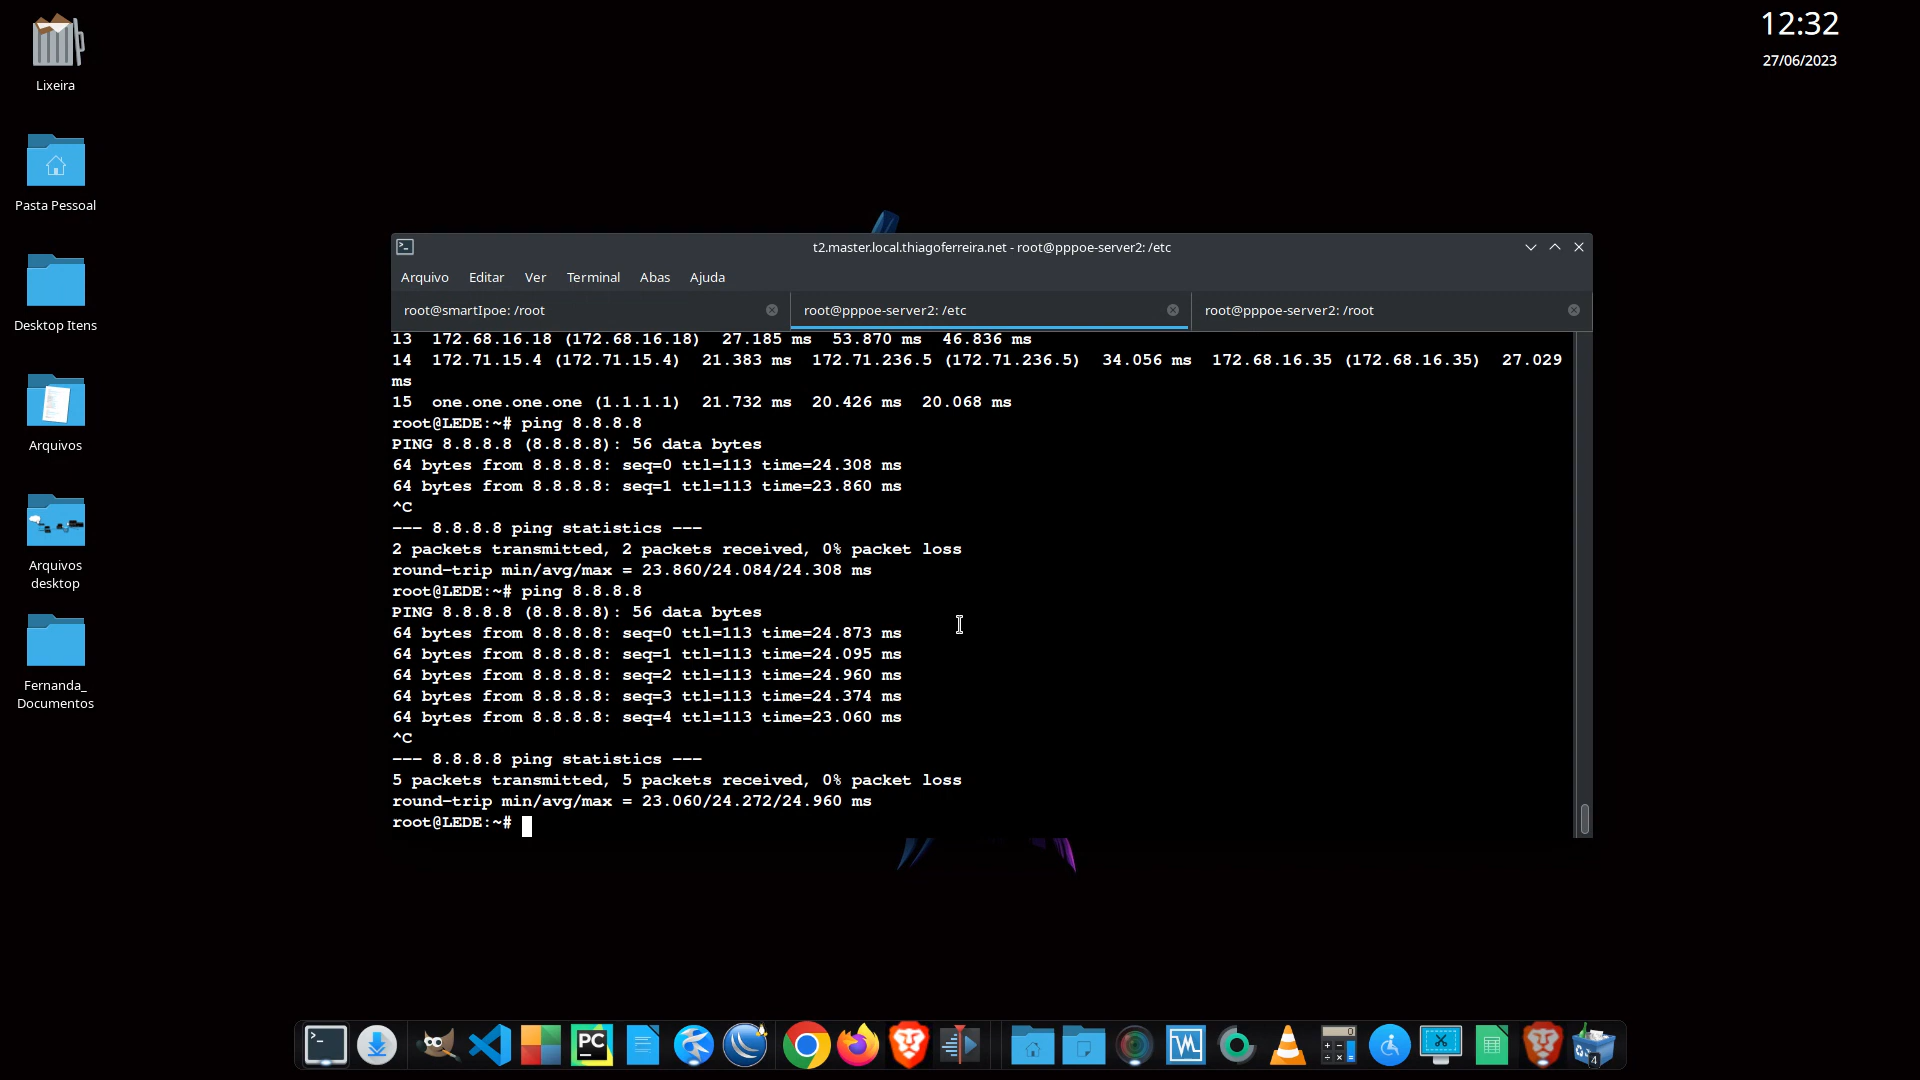 12:32
27/06/2023
Lixeira
Pasta Pessoal
Desktop Itens
Arquivos
Arquivos
desktop
Fernanda_
Documentos
t2.master.local.thiagoferreira.net - root@pppoe-server2: /etc
Arquivo Editar Ver Terminal Abas Ajuda
root@smartIpoe: /root
root@pppoe-server2: /etc
root@pppoe-server2: /root
13  172.68.16.18 (172.68.16.18)  27.185 ms  53.870 ms  46.836 ms
14  172.71.15.4 (172.71.15.4)  21.383 ms  172.71.236.5 (172.71.236.5)  34.056 ms  172.68.16.35 (172.68.16.35)  27.029
ms
15  one.one.one.one (1.1.1.1)  21.732 ms  20.426 ms  20.068 ms
root@LEDE:~# ping 8.8.8.8
PING 8.8.8.8 (8.8.8.8): 56 data bytes
64 bytes from 8.8.8.8: seq=0 ttl=113 time=24.308 ms
64 bytes from 8.8.8.8: seq=1 ttl=113 time=23.860 ms
^C
--- 8.8.8.8 ping statistics ---
2 packets transmitted, 2 packets received, 0% packet loss
round-trip min/avg/max = 23.860/24.084/24.308 ms
root@LEDE:~# ping 8.8.8.8
PING 8.8.8.8 (8.8.8.8): 56 data bytes
64 bytes from 8.8.8.8: seq=0 ttl=113 time=24.873 ms
64 bytes from 8.8.8.8: seq=1 ttl=113 time=24.095 ms
64 bytes from 8.8.8.8: seq=2 ttl=113 time=24.960 ms
64 bytes from 8.8.8.8: seq=3 ttl=113 time=24.374 ms
64 bytes from 8.8.8.8: seq=4 ttl=113 time=23.060 ms
^C
--- 8.8.8.8 ping statistics ---
5 packets transmitted, 5 packets received, 0% packet loss
round-trip min/avg/max = 23.060/24.272/24.960 ms
root@LEDE:~#
PC
0
4